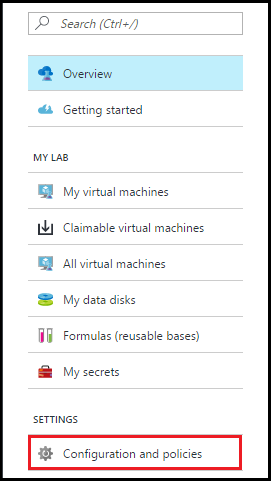 Search (Ctrl+/)
Overview
Getting started
MY LAB
My virtual machines
Claimable virtual machines
All virtual machines
My data disks
Formulas (reusable bases)
My secrets
SETTINGS
Configuration and policies